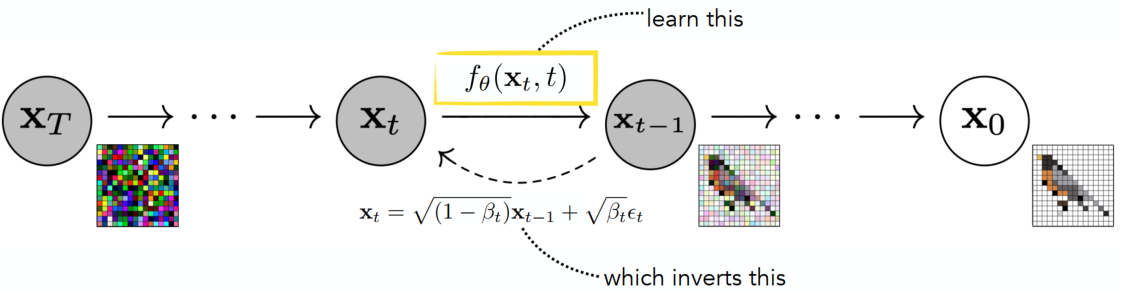 learn this
f_θ(x_t, t)
x_T → ··· → x_t → x_{t−1} → ··· → x_0
x_t = √(1 − β_t) x_{t−1} + √β_t ϵ_t
which inverts this